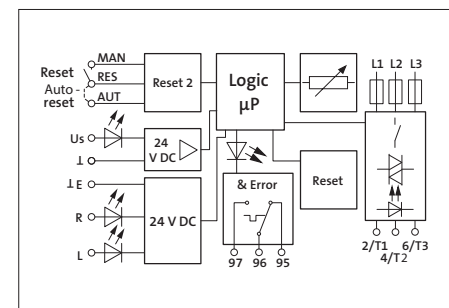 MAN
L1 L2 L3
Reset
RES
Reset 2
Logic
µP
Auto-
reset
AUT
Us
24
V DC
⊥
⊥E
& Error
R
24 V DC
Reset
L
97 96 95
2/T1 6/T3
4/T2